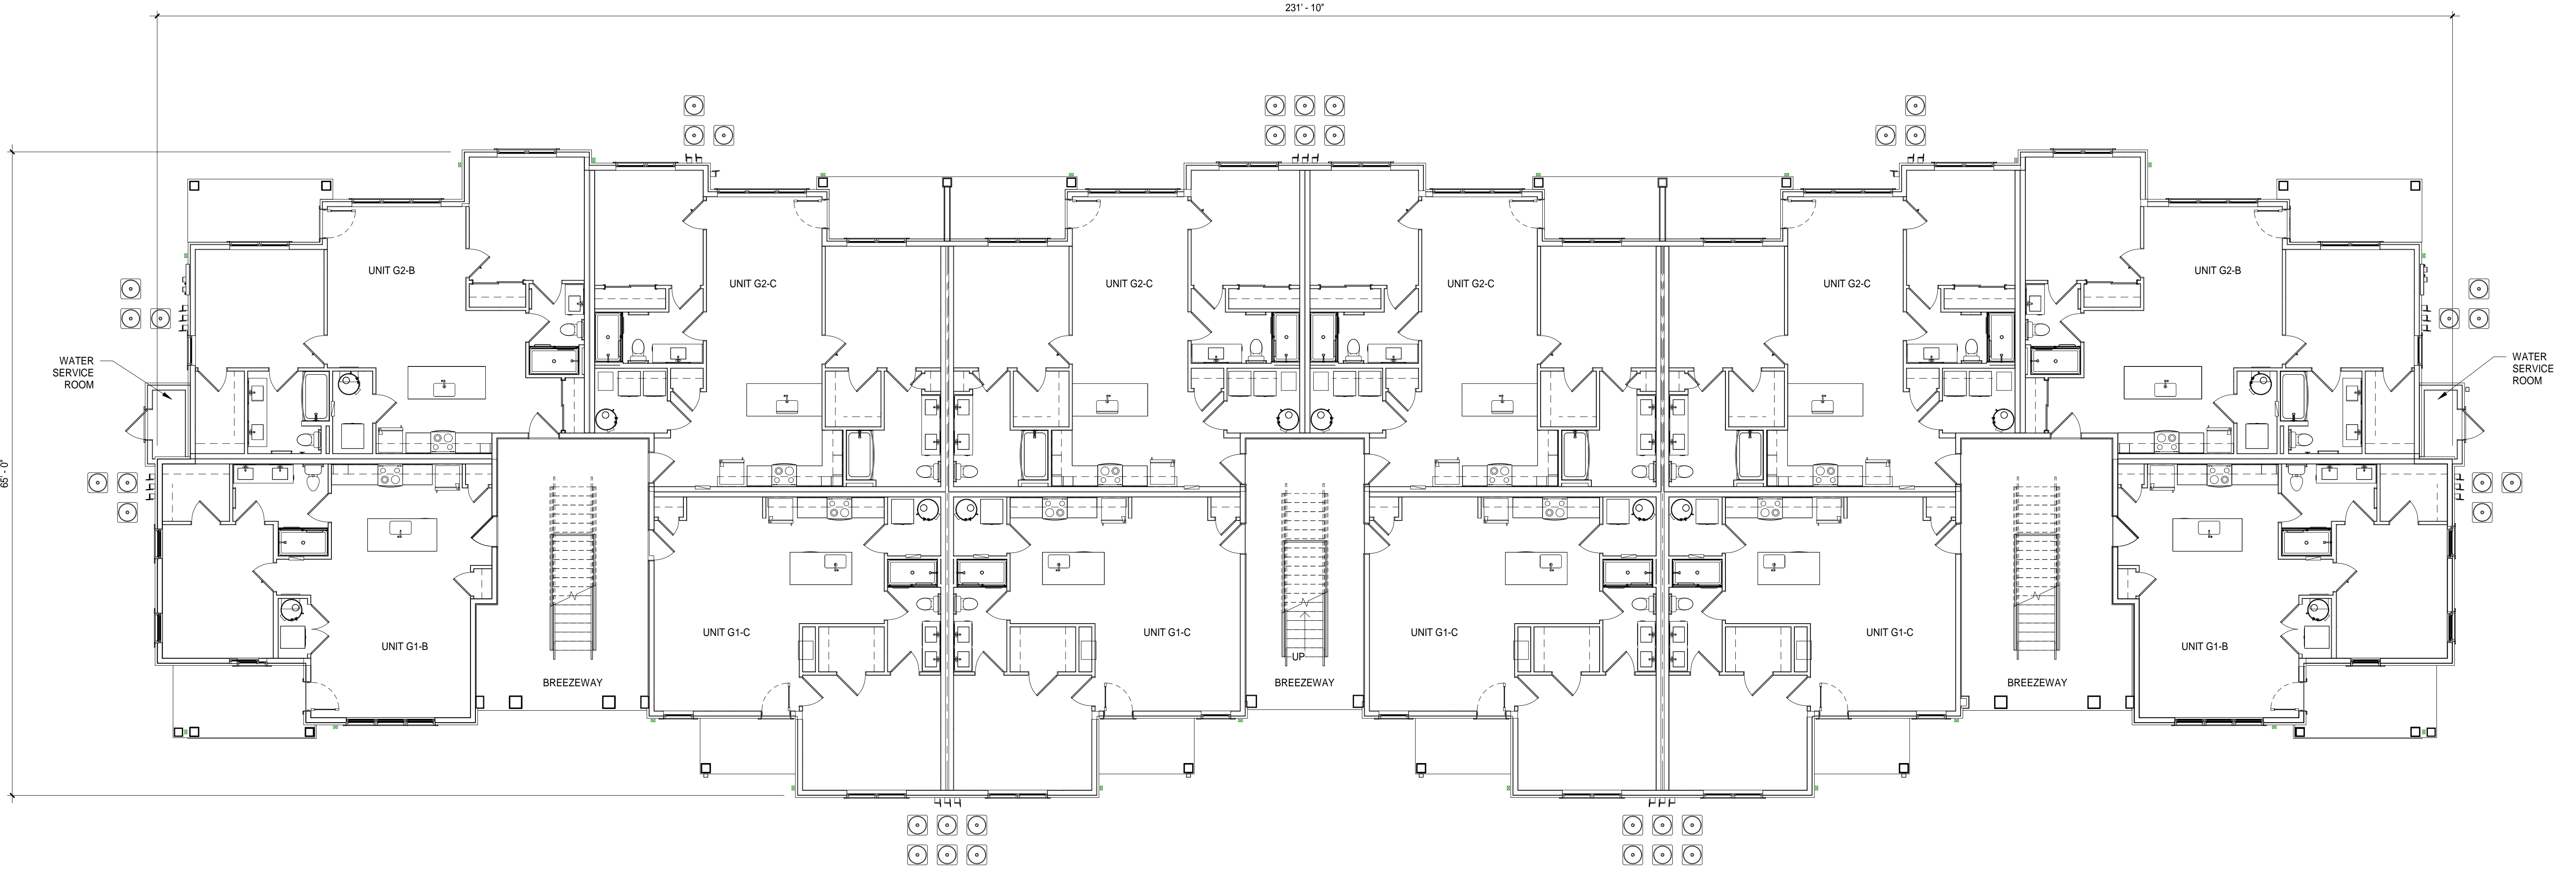 231' - 10"
UNIT G2-B
UNIT G2-C
UNIT G2-C
UNIT G2-C
UNIT G2-C
UNIT G2-B
WATER
SERVICE
ROOM
WATER
SERVICE
ROOM
65' - 0"
UNIT G1-B
UNIT G1-C
UNIT G1-C
UNIT G1-C
UNIT G1-C
UNIT G1-B
UP
BREEZEWAY
BREEZEWAY
BREEZEWAY